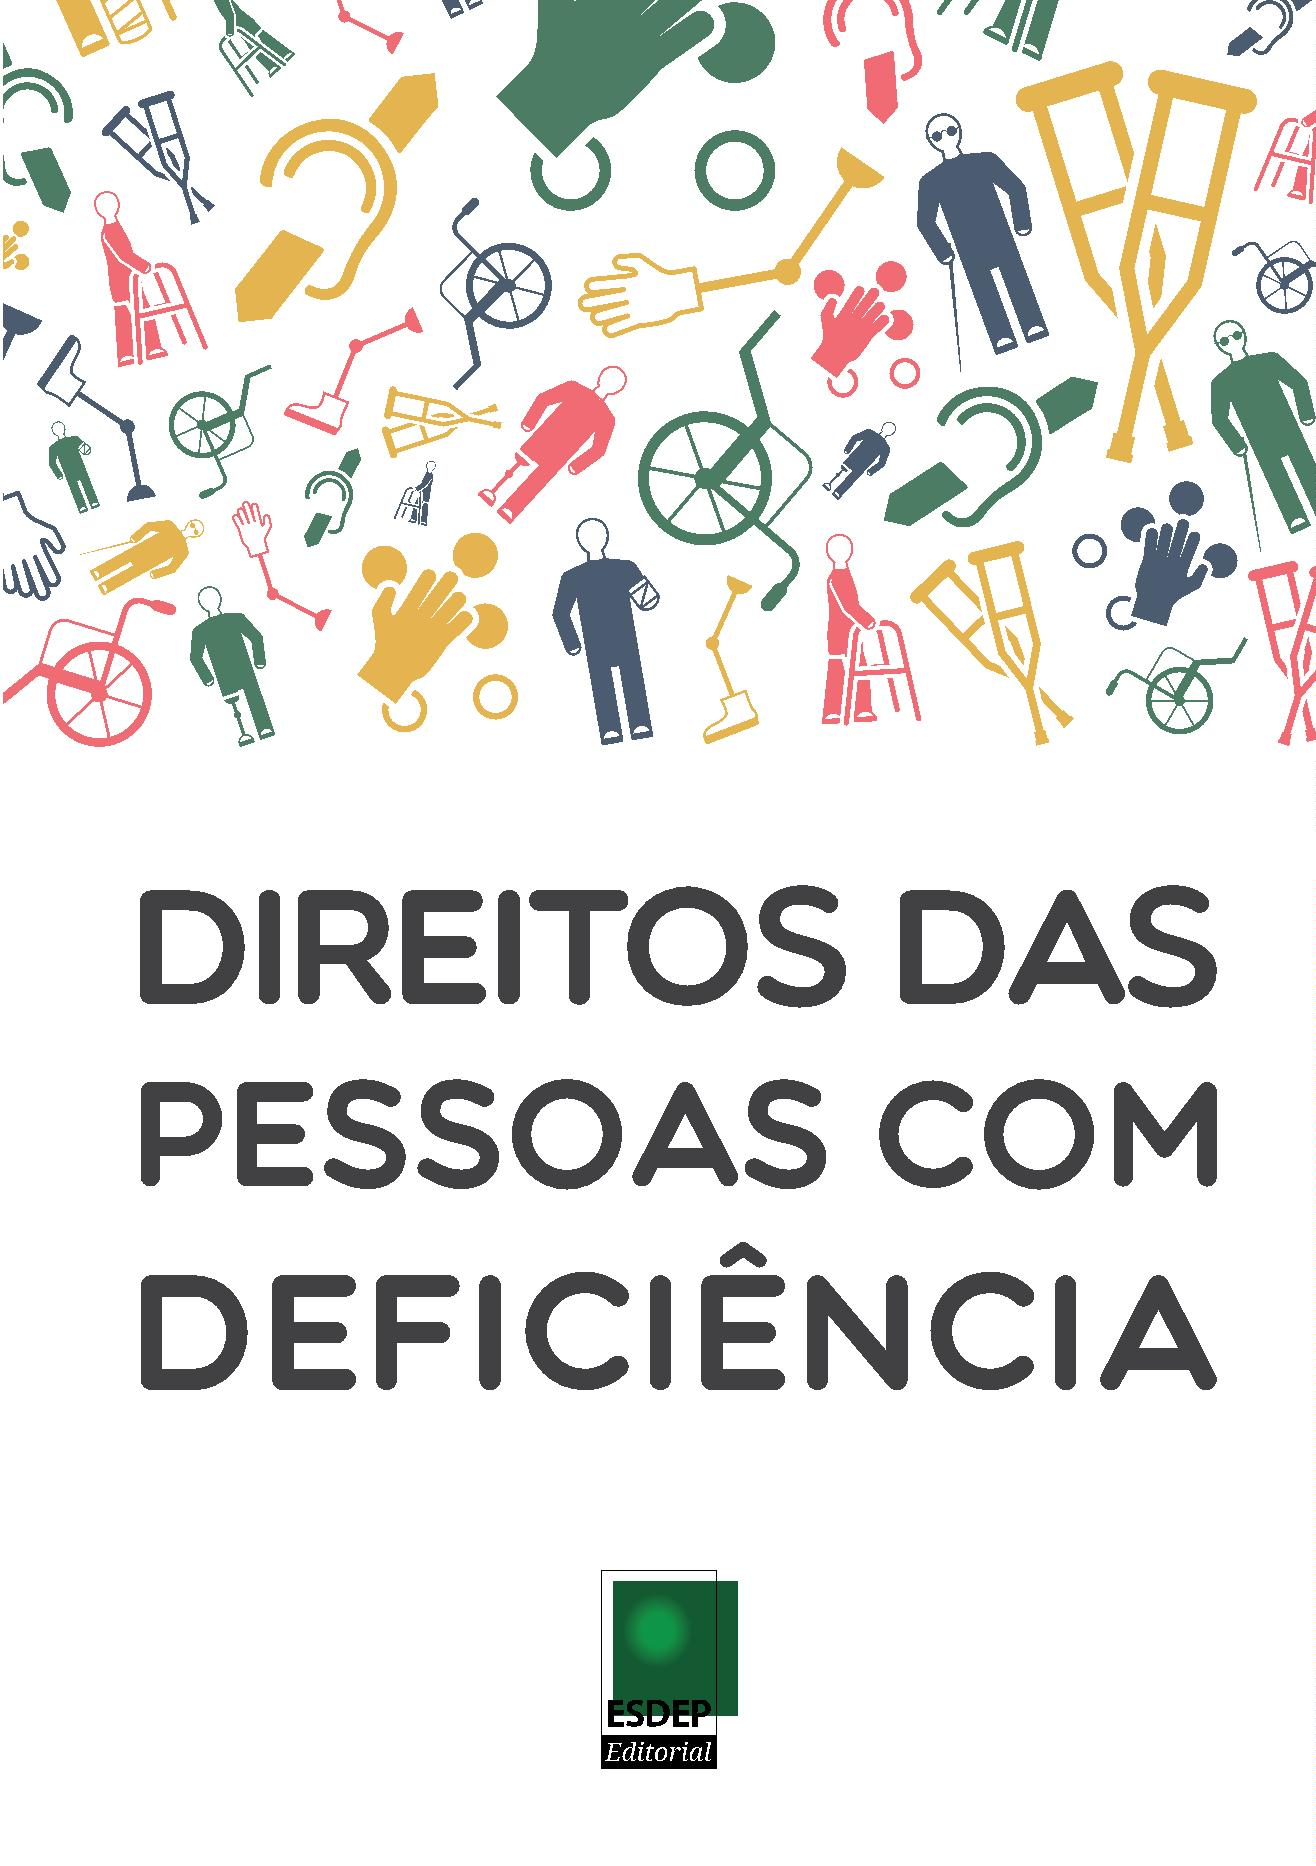 DIREITOS DAS
PESSOAS COM
DEFICIÊNCIA
ESDEP
Editorial